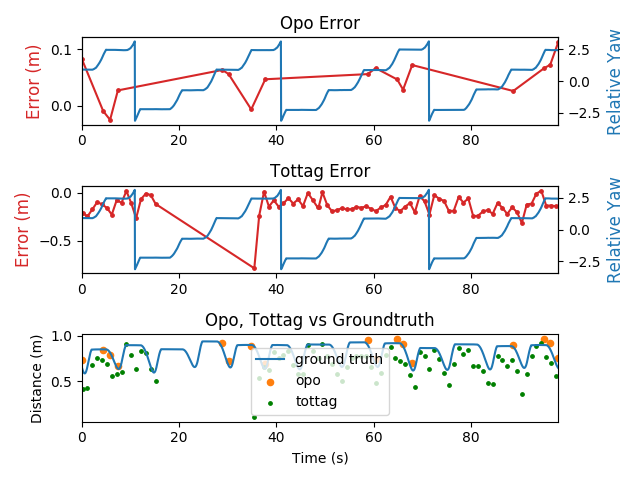 Opo Error
0.1
0.0
Error (m)
2.5
0.0
−2.5
Relative Yaw
0 20 40 60 80
Tottag Error
0.0
−0.5
Error (m)
2.5
0.0
−2.5
Relative Yaw
0 20 40 60 80
Opo, Tottag vs Groundtruth
1.0
0.5
Distance (m)
ground truth
opo
tottag
0 20 40 60 80
Time (s)